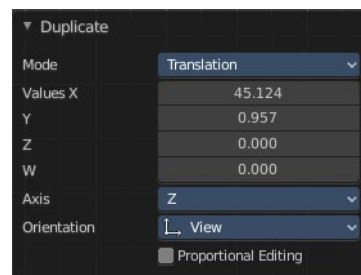 Duplicate
Mode Translation
Values X 45.124
Y 0.957
Z 0.000
W 0.000
Axis Z
Orientation View
Proportional Editing